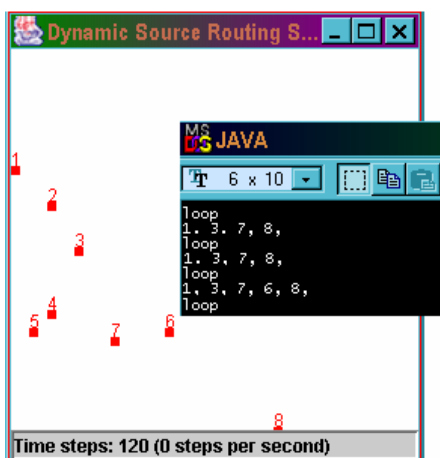 Dynamic Source Routing S...
1
2
3
4
5
7
6
8
MS DOS JAVA
Tr 6 x 10
loop
1. 3. 7, 8,
loop
1. 3, 7, 8,
loop
1, 3, 7, 6, 8,
loop
Time steps: 120 (0 steps per second)